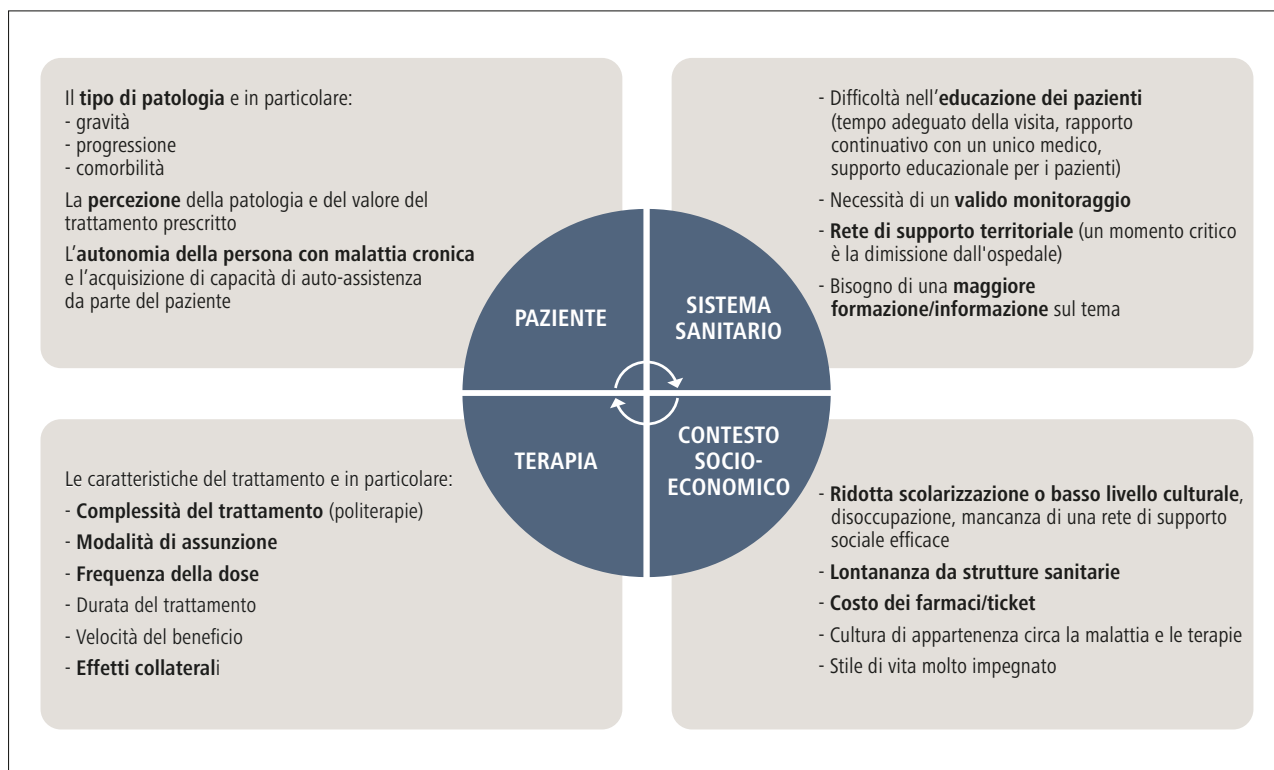 Il tipo di patologia e in particolare:
- gravità
- progressione
- comorbilità
La percezione della patologia e del valore del
trattamento prescritto
L'autonomia della persona con malattia cronica
e l'acquisizione di capacità di auto-assistenza
da parte del paziente
- Difficoltà nell'educazione dei pazienti
(tempo adeguato della visita, rapporto
continuativo con un unico medico,
supporto educazionale per i pazienti)
- Necessità di un valido monitoraggio
- Rete di supporto territoriale (un momento critico
è la dimissione dall'ospedale)
- Bisogno di una maggiore
formazione/informazione sul tema
PAZIENTE
SISTEMA
SANITARIO
TERAPIA
CONTESTO
SOCIO-
ECONOMICO
Le caratteristiche del trattamento e in particolare:
- Complessità del trattamento (politerapie)
- Modalità di assunzione
- Frequenza della dose
- Durata del trattamento
- Velocità del beneficio
- Effetti collaterali
- Ridotta scolarizzazione o basso livello culturale,
disoccupazione, mancanza di una rete di supporto
sociale efficace
- Lontananza da strutture sanitarie
- Costo dei farmaci/ticket
- Cultura di appartenenza circa la malattia e le terapie
- Stile di vita molto impegnato